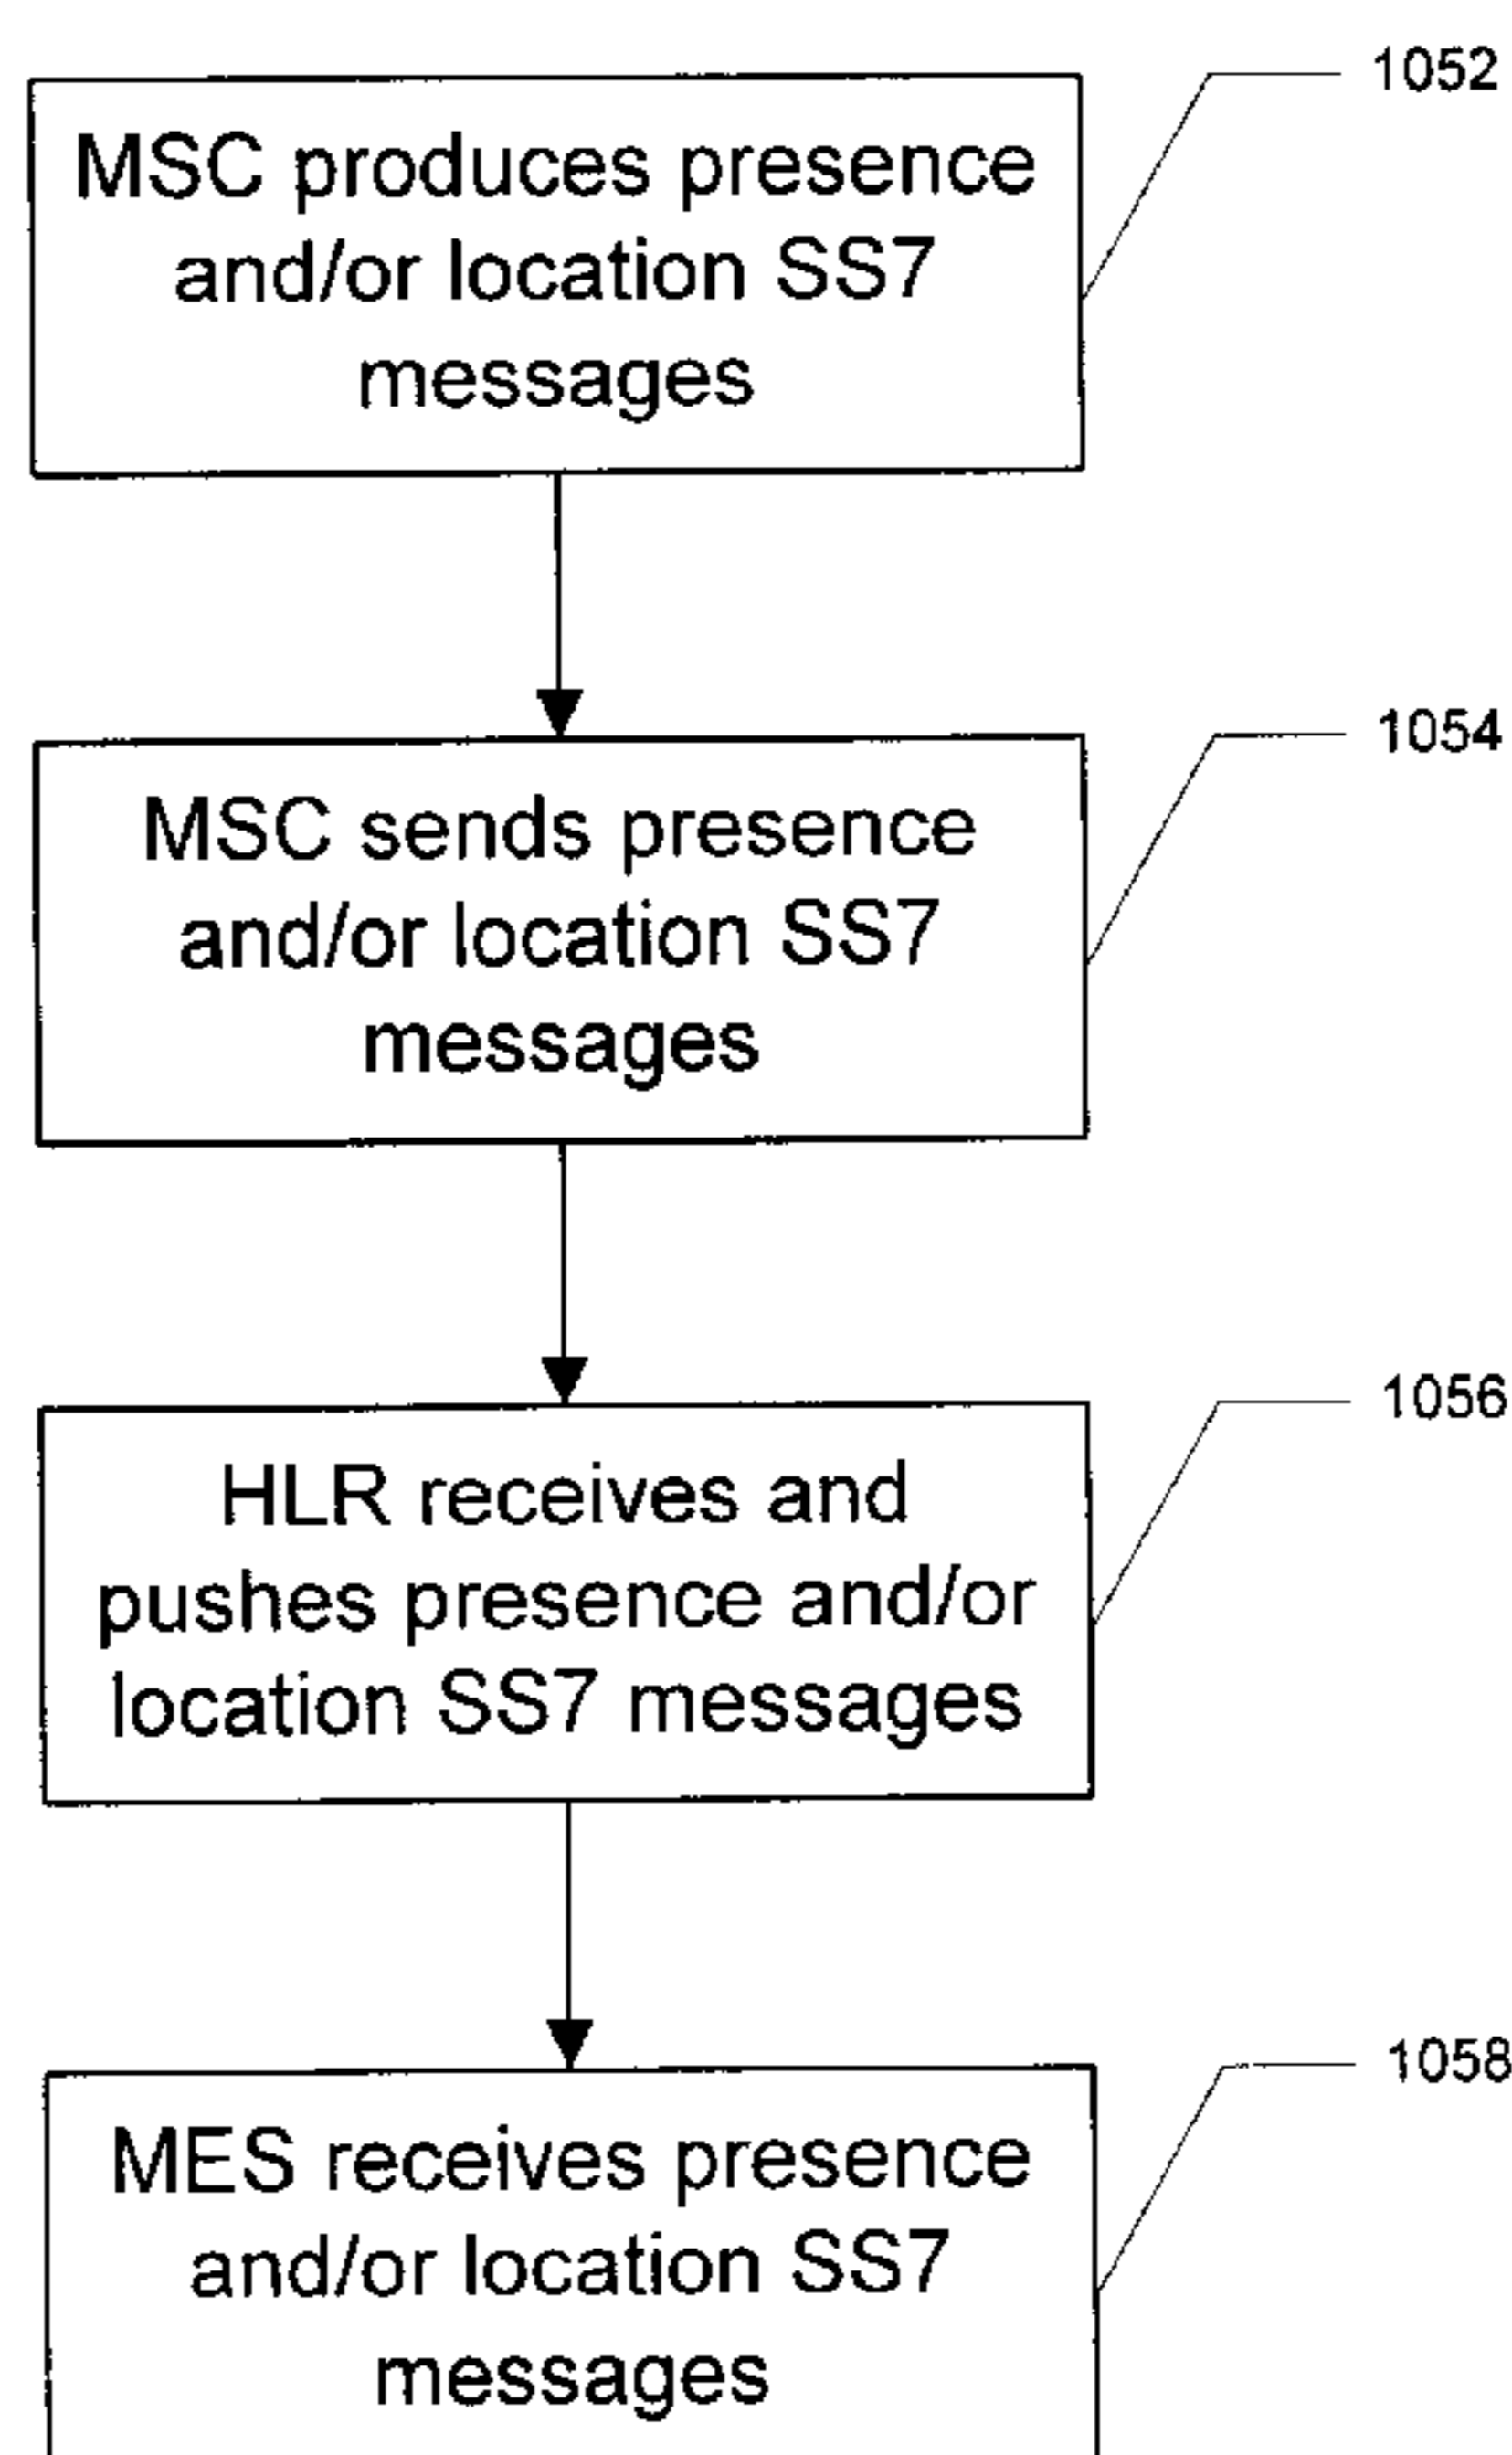 1052
MSC produces presence
and/or location SS7
messages
1054
MSC sends presence
and/or location SS7
messages
1056
HLR receives and
pushes presence and/or
location SS7 messages
1058
MES receives presence
and/or location SS7
messages